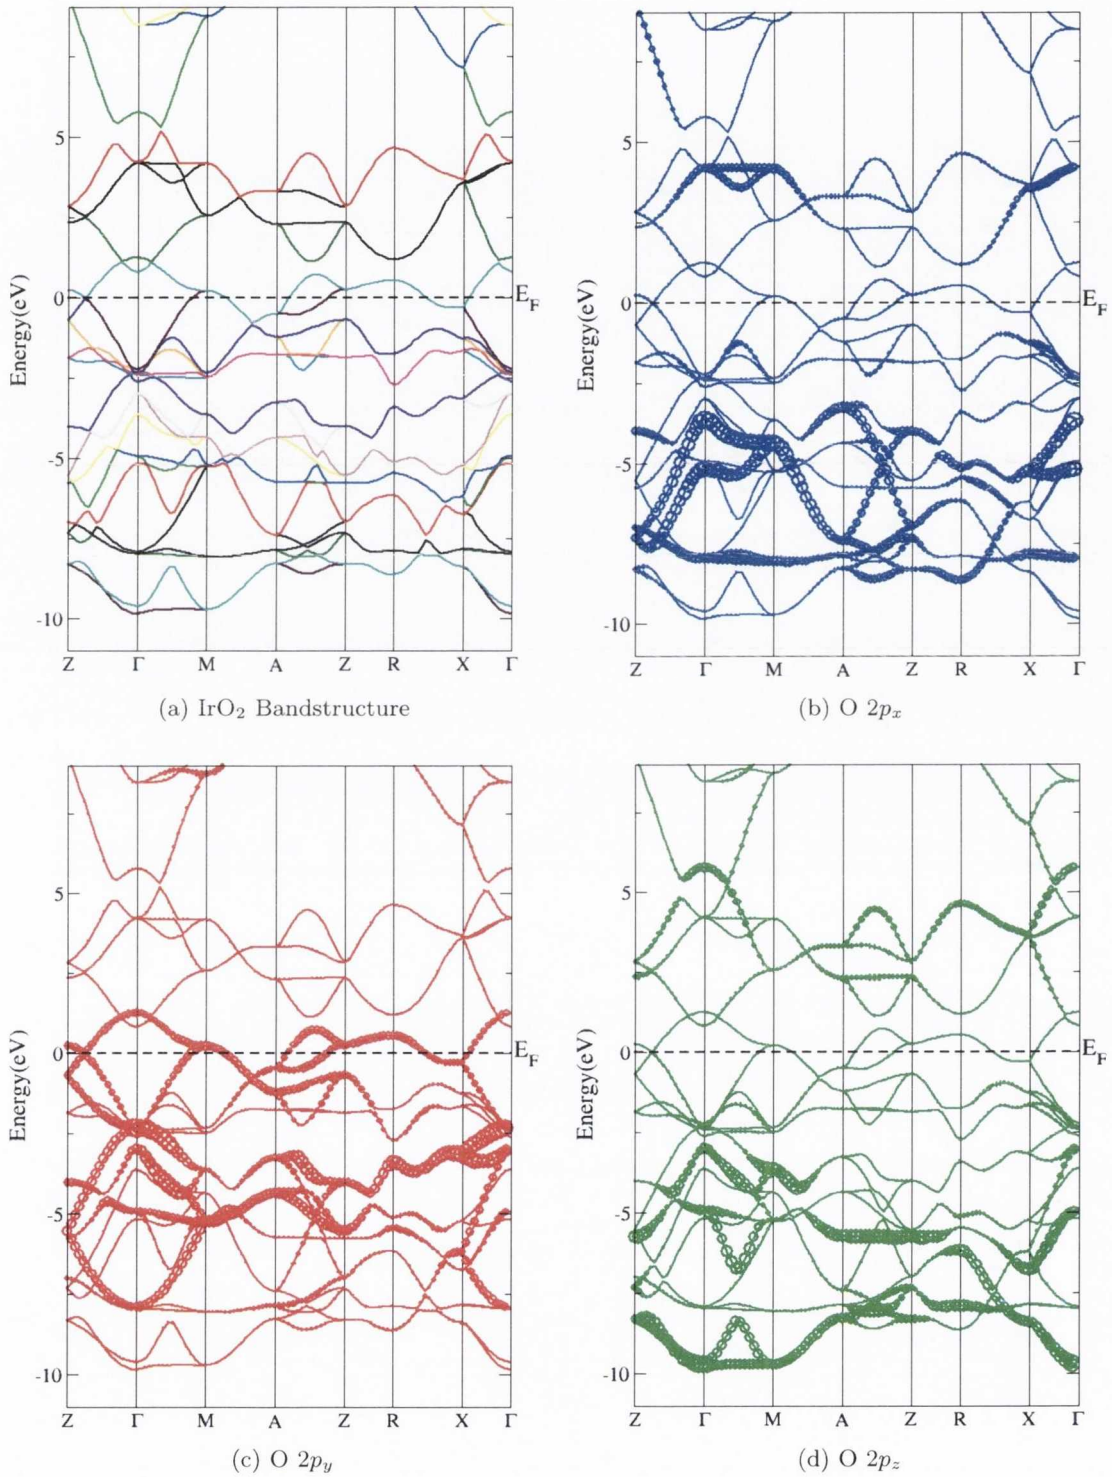 Energy(eV)
5
0
-5
-10
E_F
Z Γ M A Z R X Γ
(a) IrO₂ Bandstructure
Energy(eV)
5
0
-5
-10
E_F
Z Γ M A Z R X Γ
(b) O 2pₓ
Energy(eV)
5
0
-5
-10
E_F
Z Γ M A Z R X Γ
(c) O 2p_y
Energy(eV)
5
0
-5
-10
E_F
Z Γ M A Z R X Γ
(d) O 2p_z